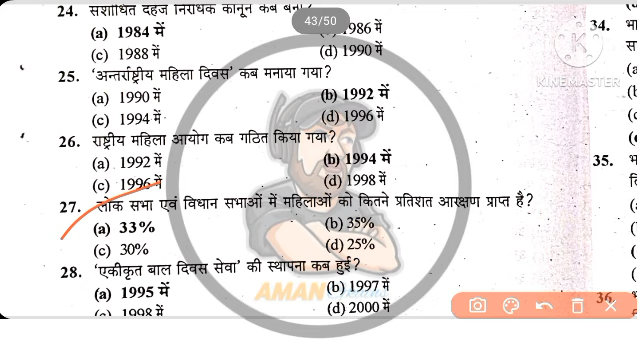 24. संशोधित दहेज निरोधक कानून कब बना?
43/50
(a) 1984 में
1986 में
(c) 1988 में
(d) 1990 में
25. ‘अन्तर्राष्ट्रीय महिला दिवस’ कब मनाया गया?
(a) 1990 में
(b) 1992 में
(c) 1994 में
(d) 1996 में
26. राष्ट्रीय महिला आयोग कब गठित किया गया?
(a) 1992 में
(b) 1994 में
(c) 1996 में
(d) 1998 में
27. लोक सभा एवं विधान सभाओं में महिलाओं को कितने प्रतिशत आरक्षण प्राप्त है?
(a) 33%
(b) 35%
(c) 30%
(d) 25%
28. ‘एकीकृत बाल दिवस सेवा’ की स्थापना कब हुई?
(a) 1995 में
(b) 1997 में
(c) 1998 में
(d) 2000 में
AMAN
34.
35.
36
K
KINEMASTER